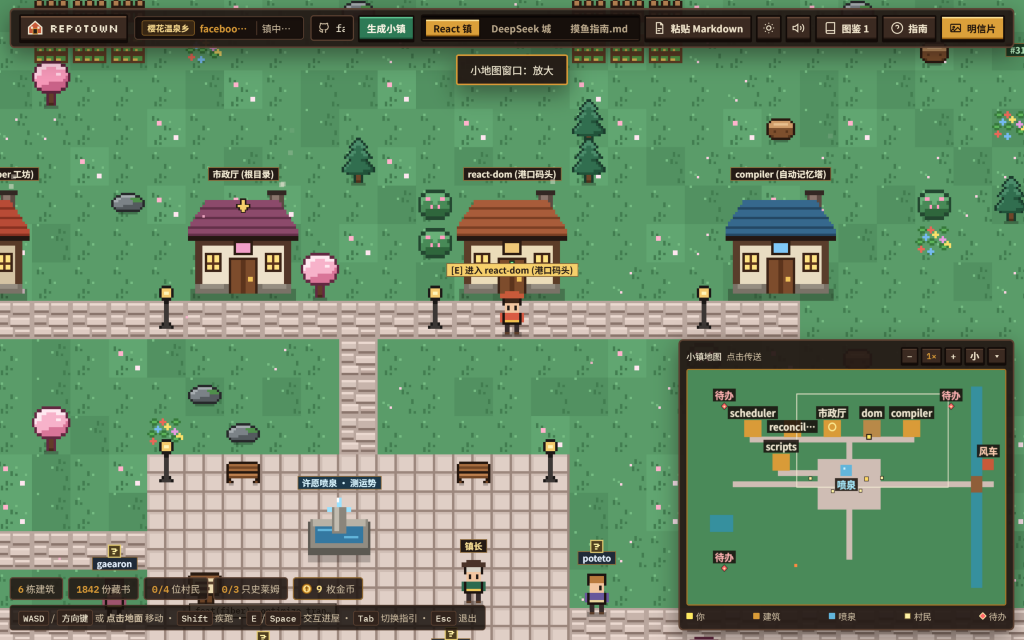 REPOTOWN
樱花温泉乡 faceboo… 镇中…
fa
生成小镇
React 镇
DeepSeek 城
摸鱼指南.md
粘贴 Markdown
图鉴 1
指南
明信片
小地图窗口：放大
#31
per 工坊)
市政厅 (根目录)
react-dom (港口码头)
compiler (自动记忆塔)
[E] 进入 react-dom (港口码头)
小镇地图 点击传送
− 1× + 小
待办
待办
scheduler
市政厅
dom
compiler
reconcil…
scripts
风车
喷泉
待办
你
建筑
喷泉
村民
待办
许愿喷泉 · 测运势
镇长
?
gaearon
?
poteto
6 栋建筑
1842 份藏书
0/4 位村民
0/3 只史莱姆
9 枚金币
WASD / 方向键 或 点击地面 移动 · Shift 疾跑 · E / Space 交互进屋 · Tab 切换指引 · Esc 退出
?
?